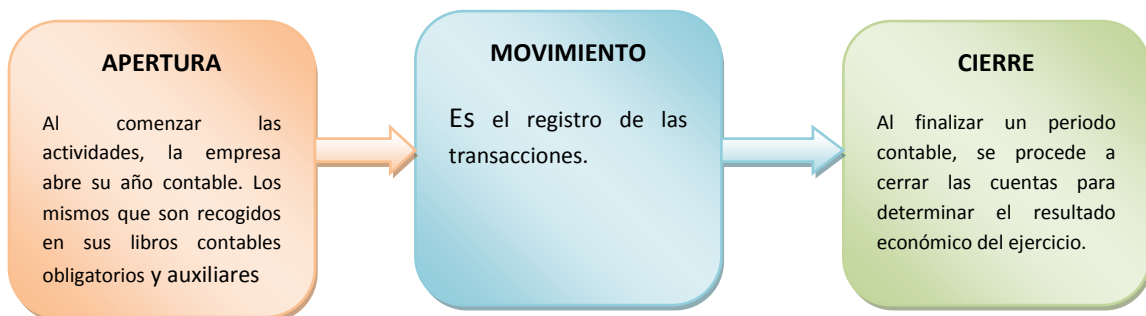 APERTURA
Al comenzar las
actividades, la empresa
abre su año contable. Los
mismos que son recogidos
en sus libros contables
obligatorios y auxiliares
MOVIMIENTO
Es el registro de las
transacciones.
CIERRE
Al finalizar un periodo
contable, se procede a
cerrar las cuentas para
determinar el resultado
económico del ejercicio.